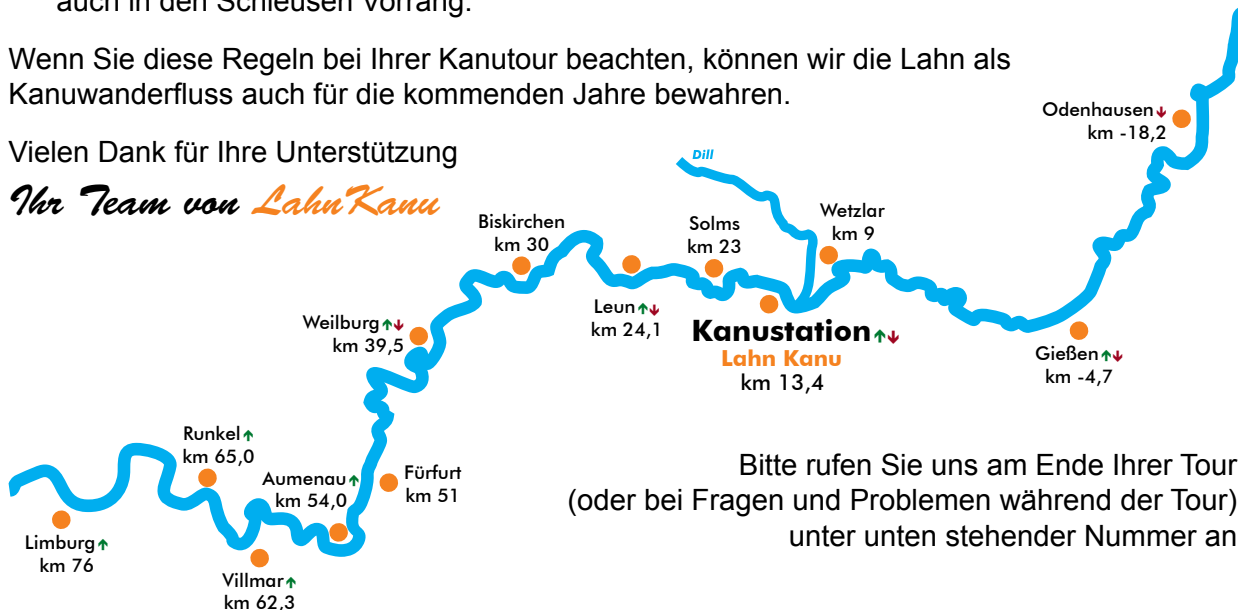 auch in den Schleusen Vorrang.
Wenn Sie diese Regeln bei Ihrer Kanutour beachten, können wir die Lahn als
Kanuwanderfluss auch für die kommenden Jahre bewahren.
Vielen Dank für Ihre Unterstützung
Ihr Team von LahnKanu
Odenhausen↓
km -18,2
Dill
Wetzlar
km 9
Solms
km 23
Biskirchen
km 30
Leun↑↓
km 24,1
Kanustation↑↓
Lahn Kanu
km 13,4
Gießen↑↓
km -4,7
Weilburg↑↓
km 39,5
Runkel↑
km 65,0
Aumenau↑
km 54,0
Fürfurt
km 51
Limburg↑
km 76
Villmar↑
km 62,3
Bitte rufen Sie uns am Ende Ihrer Tour
(oder bei Fragen und Problemen während der Tour)
unter unten stehender Nummer an